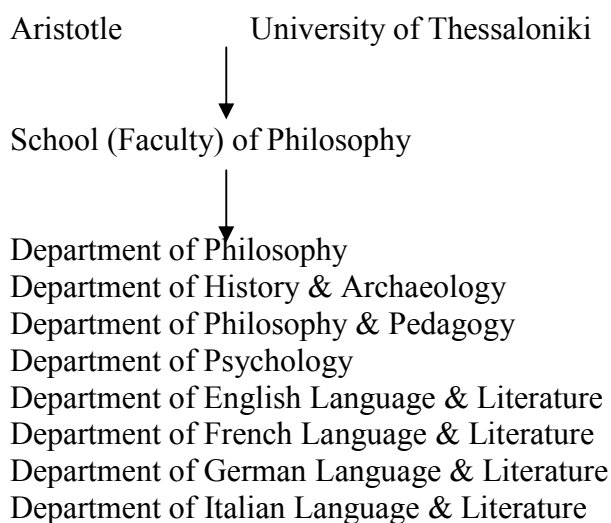 Aristotle University of Thessaloniki
School (Faculty) of Philosophy
Department of Philosophy
Department of History & Archaeology
Department of Philosophy & Pedagogy
Department of Psychology
Department of English Language & Literature
Department of French Language & Literature
Department of German Language & Literature
Department of Italian Language & Literature